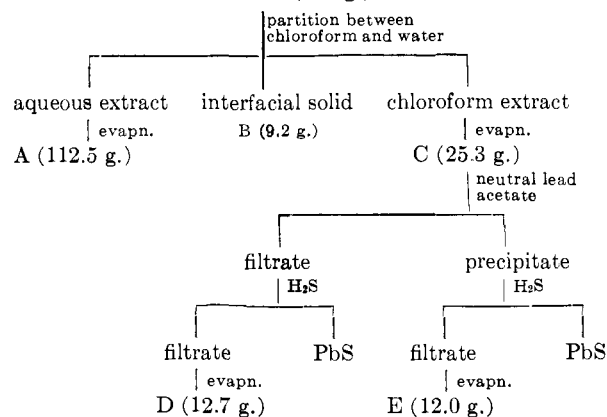 partition between
chloroform and water
aqueous extract interfacial solid chloroform extract
evapn. B (9.2 g.) evapn.
A (112.5 g.) C (25.3 g.)
neutral lead
acetate
filtrate precipitate
H₂S H₂S
filtrate PbS filtrate PbS
evapn. evapn.
D (12.7 g.) E (12.0 g.)